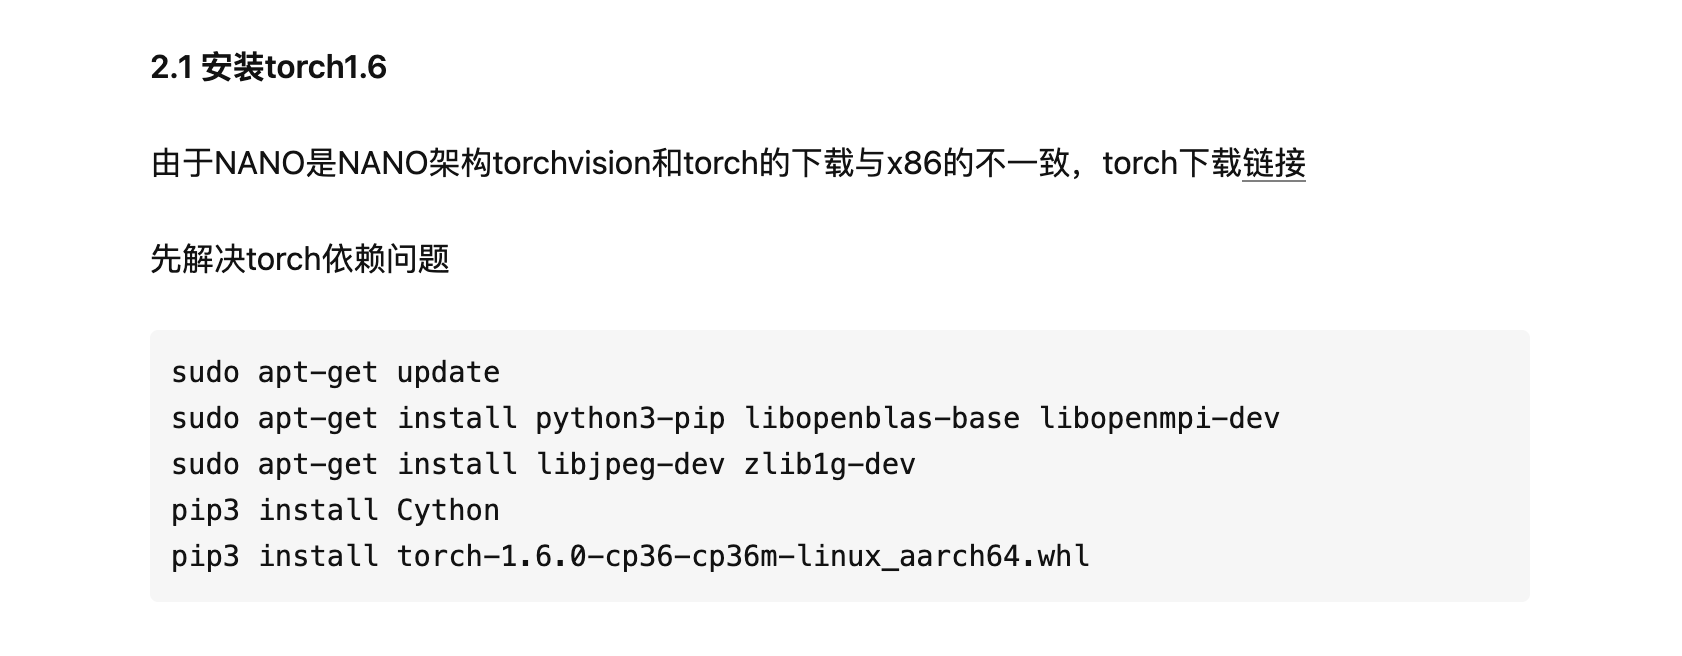 2.1 安装torch1.6
由于NANO是NANO架构torchvision和torch的下载与x86的不一致，torch下载链接
先解决torch依赖问题
sudo apt-get update
sudo apt-get install python3-pip libopenblas-base libopenmpi-dev
sudo apt-get install libjpeg-dev zlib1g-dev
pip3 install Cython
pip3 install torch-1.6.0-cp36-cp36m-linux_aarch64.whl